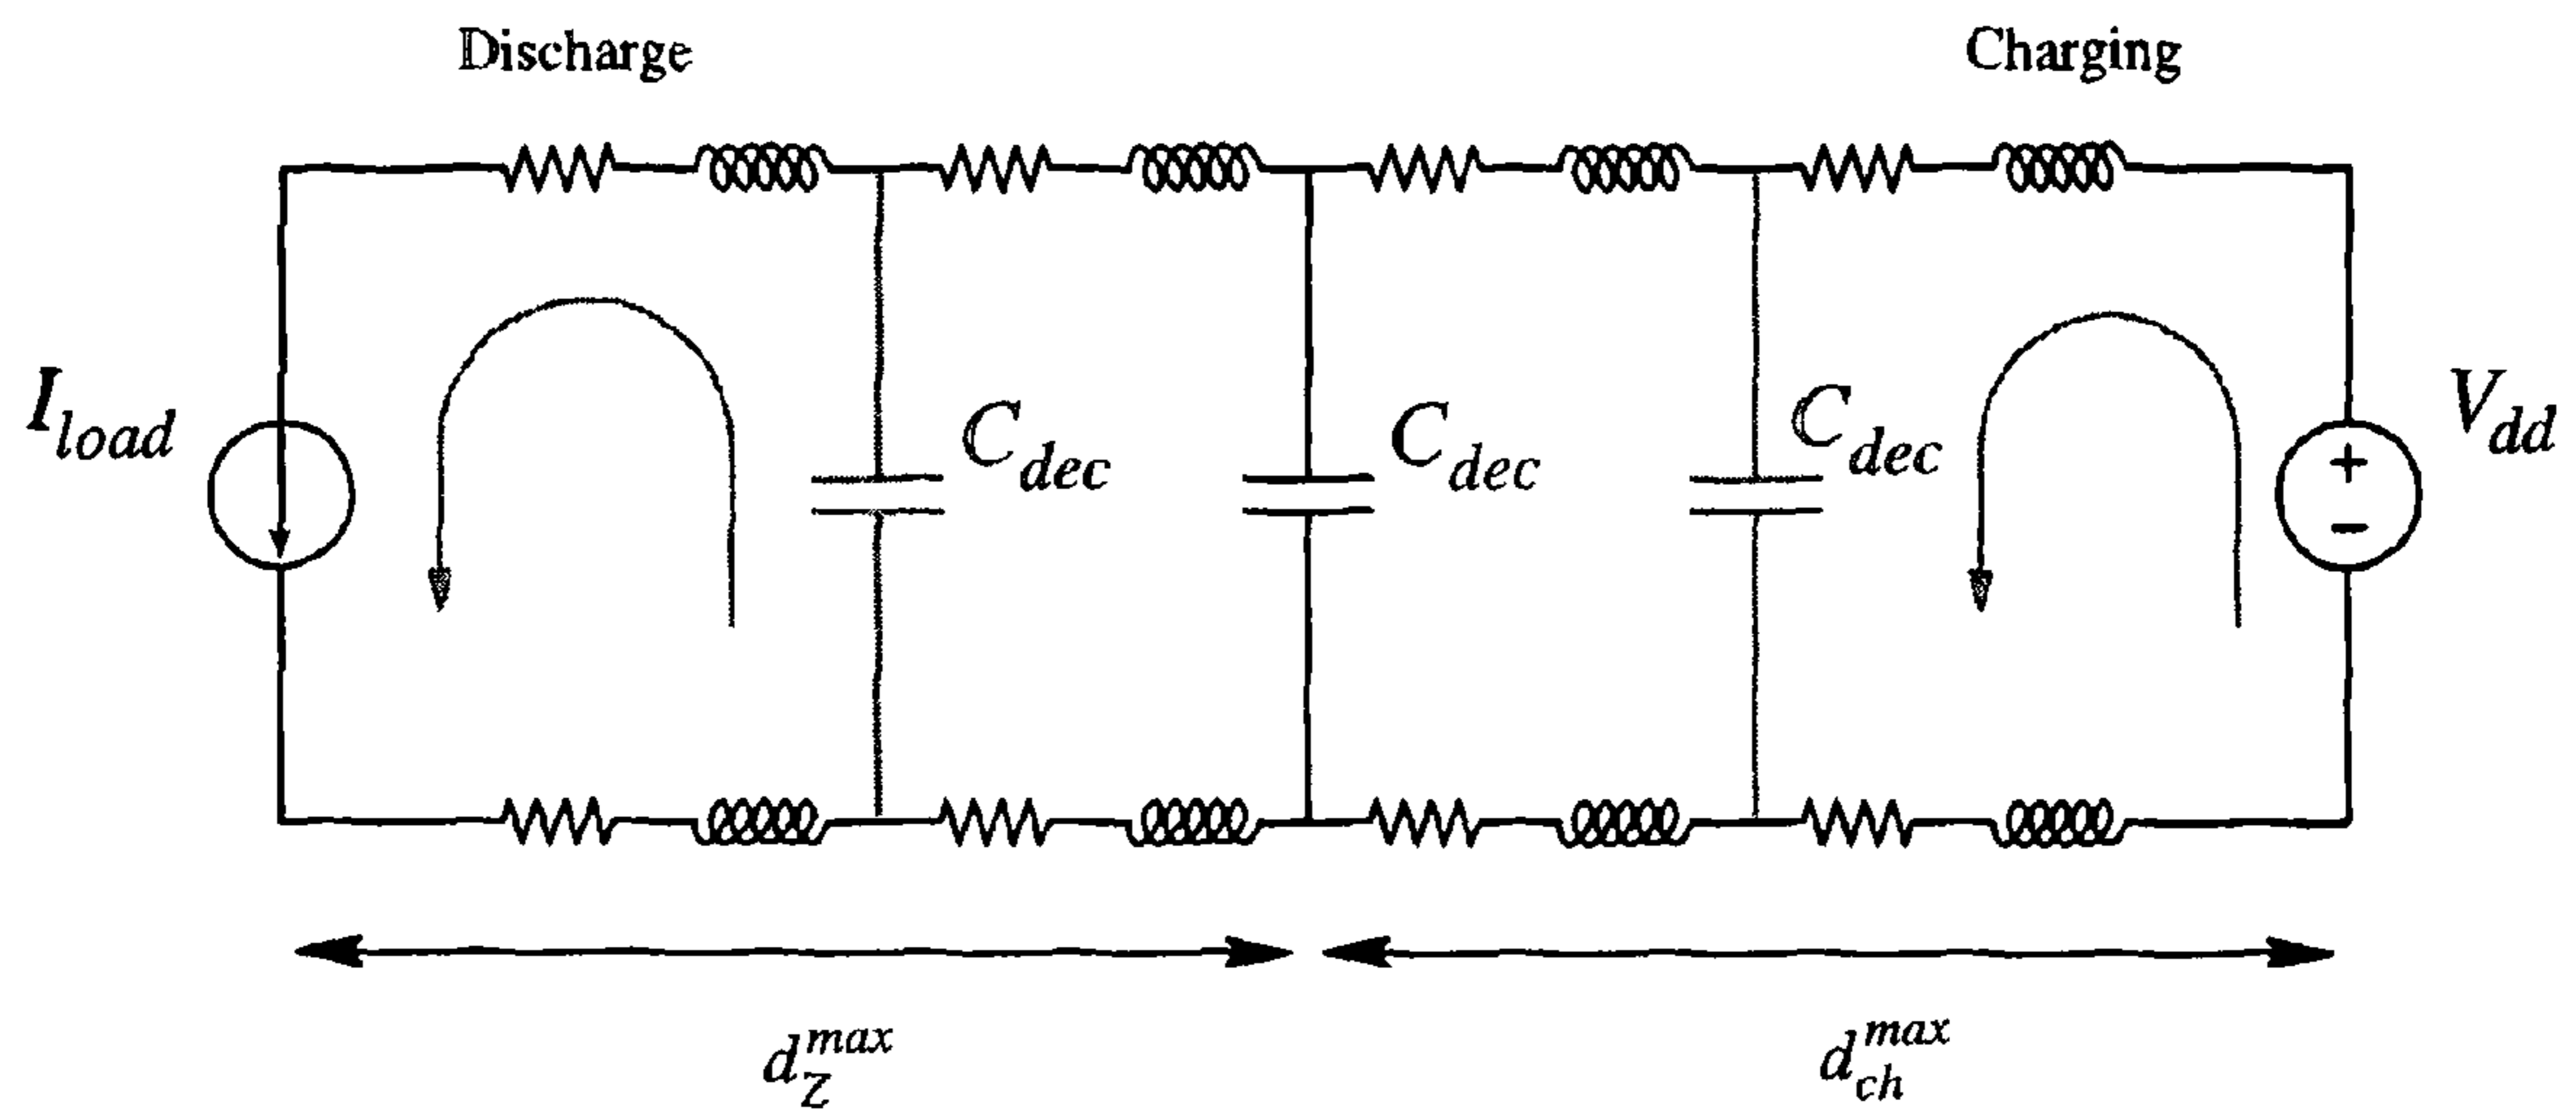 Discharge
Charging
I_load
C_dec
C_dec
C_dec
V_dd
+
−
d_Z^max
d_ch^max